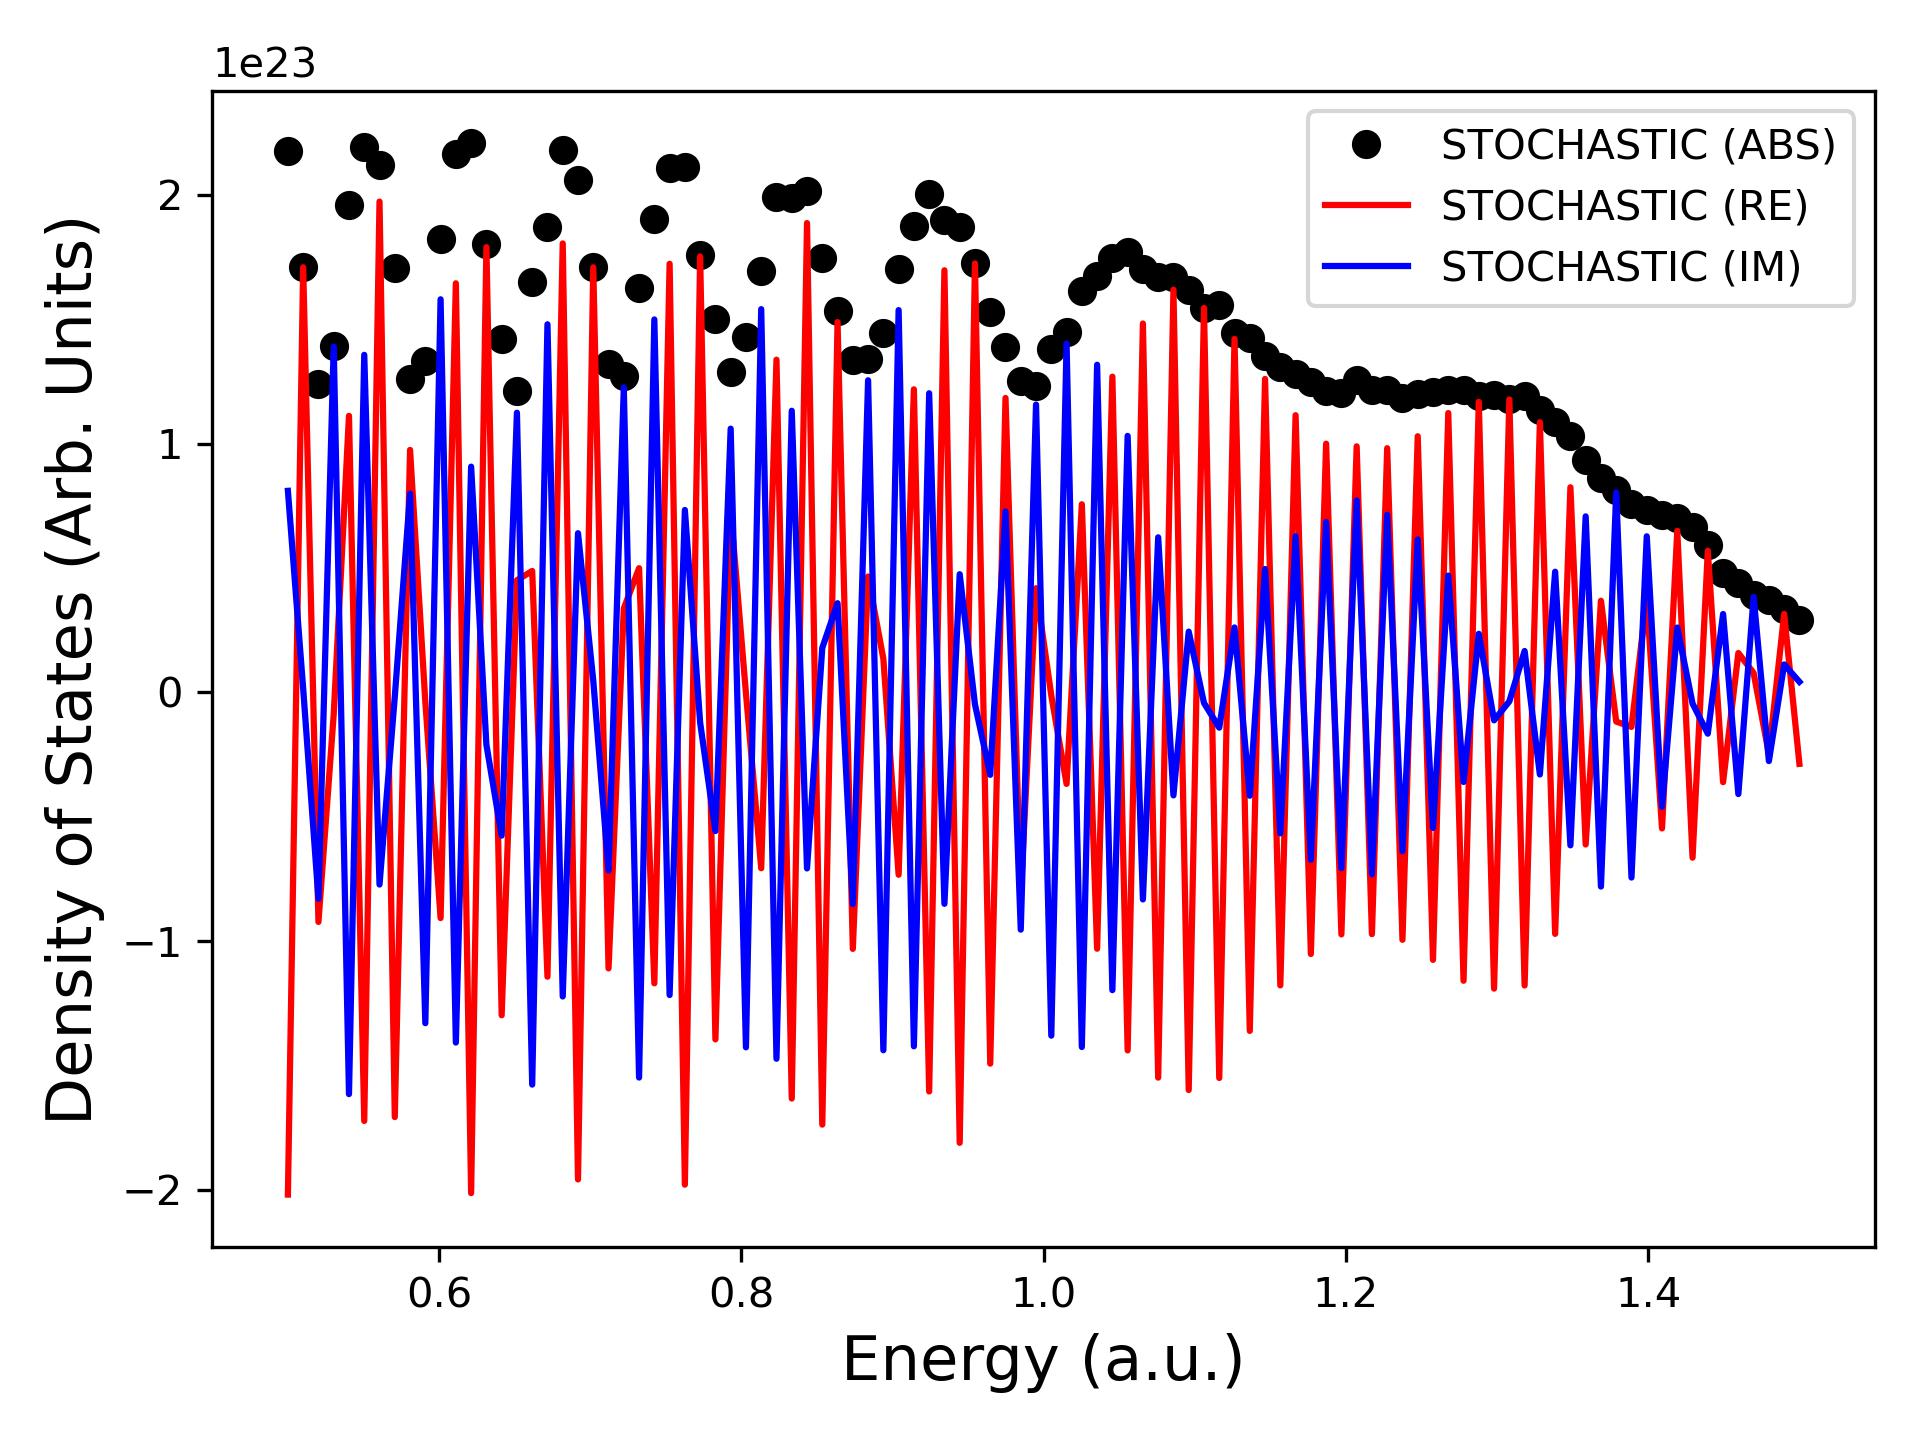 1e23
STOCHASTIC (ABS)
STOCHASTIC (RE)
STOCHASTIC (IM)
Density of States (Arb. Units)
2
1
0
−1
−2
0.6 0.8 1.0 1.2 1.4
Energy (a.u.)